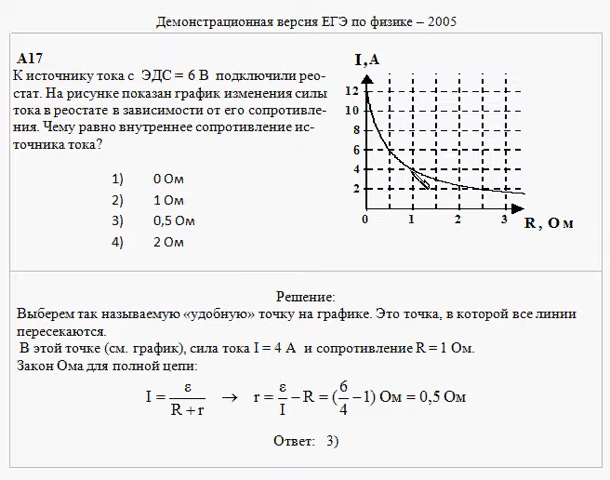 Демонстрационная версия ЕГЭ по физике – 2005
А17
К источнику тока с ЭДС = 6 В подключили рео-
стат. На рисунке показан график изменения силы
тока в реостате в зависимости от его сопротивле-
ния. Чему равно внутреннее сопротивление ис-
точника тока?
1) 0 Ом
2) 1 Ом
3) 0,5 Ом
4) 2 Ом
I, А
12
10
8
6
4
2
0 1 2 3
R, Ом
Решение:
Выберем так называемую «удобную» точку на графике. Это точка, в которой все линии
пересекаются.
В этой точке (см. график), сила тока I = 4 А и сопротивление R = 1 Ом.
Закон Ома для полной цепи:
I = ε / (R + r) → r = ε / I − R = (6 / 4 − 1) Ом = 0,5 Ом
Ответ: 3)